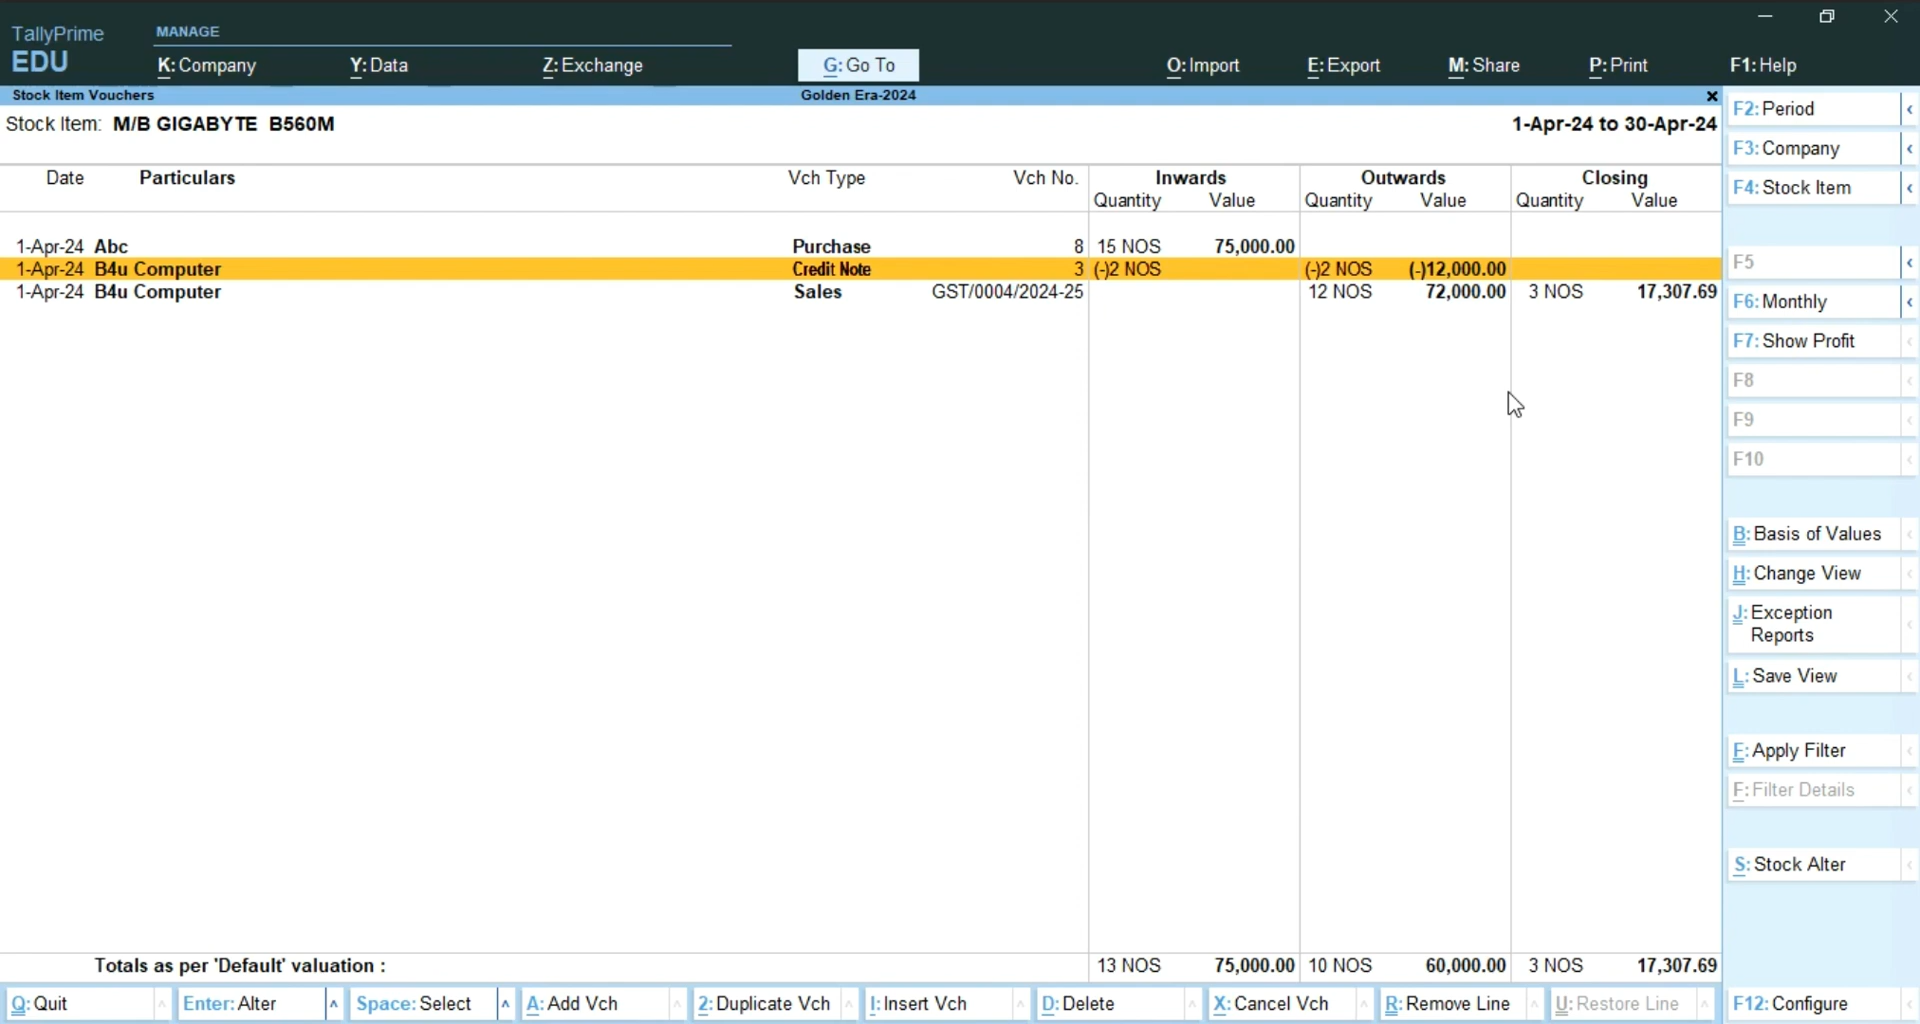 TallyPrime
EDU
MANAGE
K: Company Y: Data Z: Exchange G: Go To O: Import E: Export M: Share P: Print F1: Help
Stock Item Vouchers Golden Era-2024
Stock Item: M/B GIGABYTE B560M 1-Apr-24 to 30-Apr-24
Date Particulars Vch Type Vch No. Inwards Outwards Closing
Quantity Value Quantity Value Quantity Value
1-Apr-24 Abc Purchase 8 15 NOS 75,000.00
1-Apr-24 B4u Computer Credit Note 3 (-)2 NOS (-)2 NOS (-)12,000.00
1-Apr-24 B4u Computer Sales GST/0004/2024-25 12 NOS 72,000.00 3 NOS 17,307.69
Totals as per 'Default' valuation : 13 NOS 75,000.00 10 NOS 60,000.00 3 NOS 17,307.69
F2: Period
F3: Company
F4: Stock Item
F5
F6: Monthly
F7: Show Profit
F8
F9
F10
B: Basis of Values
H: Change View
J: Exception
Reports
L: Save View
F: Apply Filter
F: Filter Details
S: Stock Alter
Q: Quit Enter: Alter Space: Select A: Add Vch 2: Duplicate Vch I: Insert Vch D: Delete X: Cancel Vch R: Remove Line U: Restore Line F12: Configure